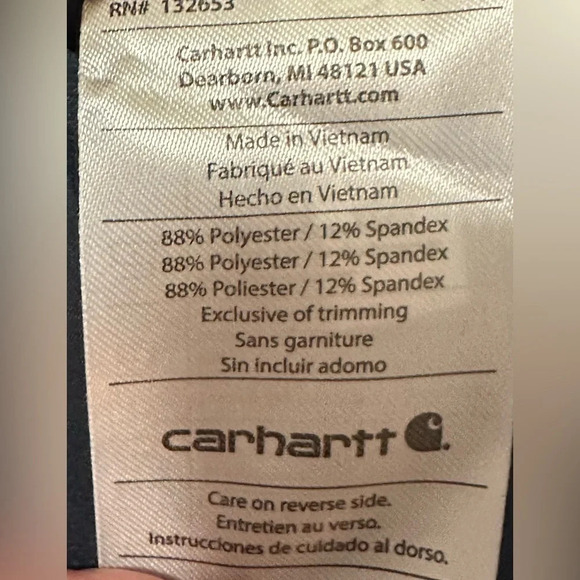 RN# 132653
Carhartt Inc. P.O. Box 600
Dearborn, MI 48121 USA
www.Carhartt.com
Made in Vietnam
Fabriqué au Vietnam
Hecho en Vietnam
88% Polyester / 12% Spandex
88% Polyester / 12% Spandex
88% Poliester / 12% Spandex
Exclusive of trimming
Sans garniture
Sin incluir adorno
carhartt
Care on reverse side.
Entretien au verso.
Instrucciones de cuidado al dorso.